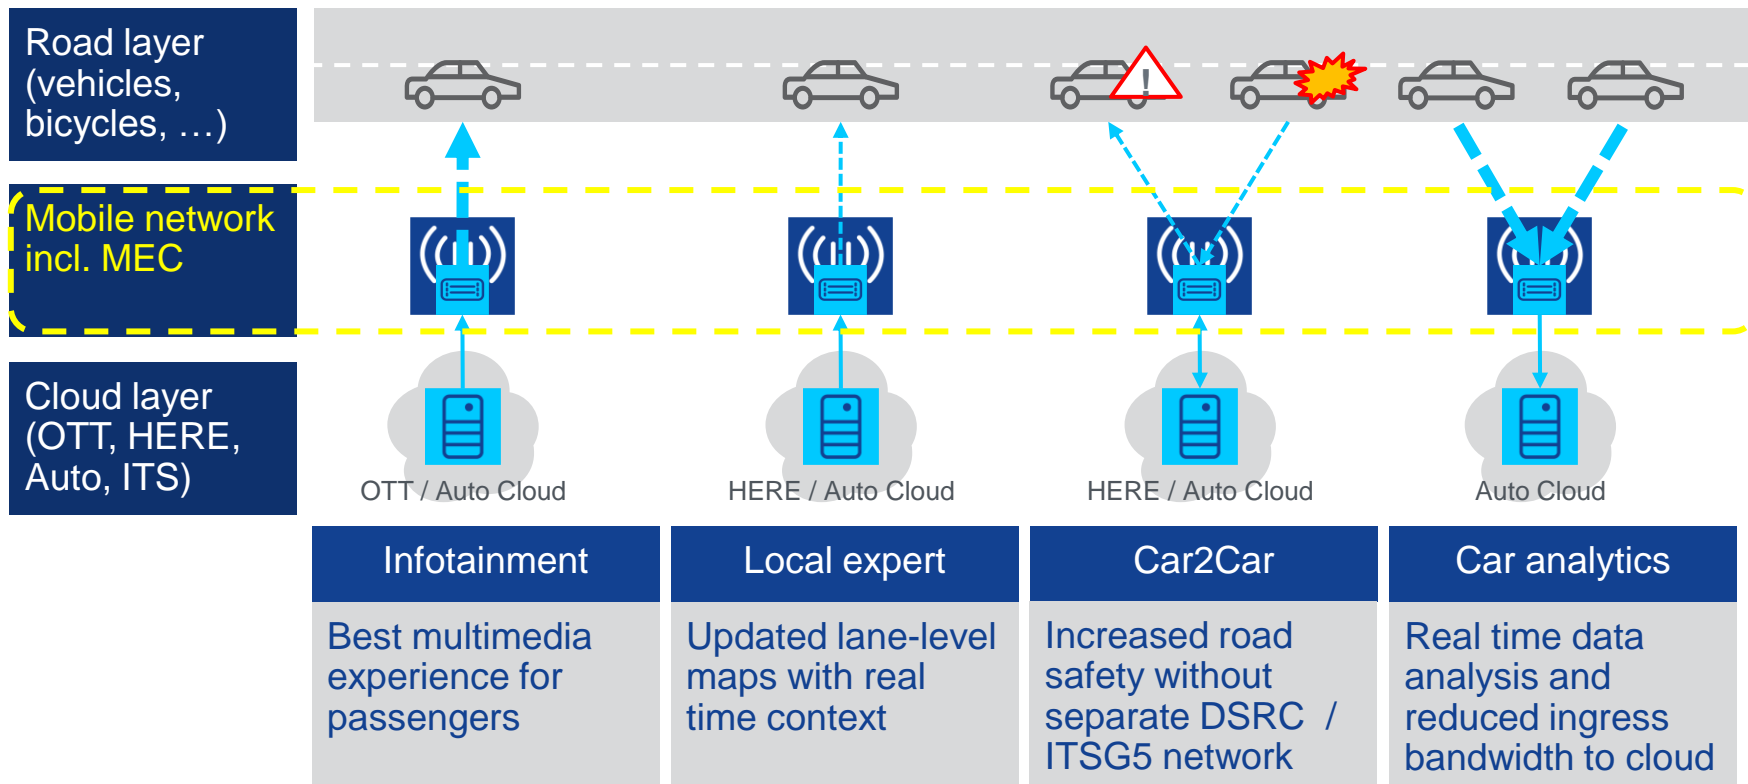 Road layer
(vehicles,
bicycles, …)
!
Mobile network
incl. MEC
Cloud layer
(OTT, HERE,
Auto, ITS)
OTT / Auto Cloud
HERE / Auto Cloud
HERE / Auto Cloud
Auto Cloud
Infotainment
Best multimedia
experience for
passengers
Local expert
Updated lane-level
maps with real
time context
Car2Car
Increased road
safety without
separate DSRC /
ITSG5 network
Car analytics
Real time data
analysis and
reduced ingress
bandwidth to cloud